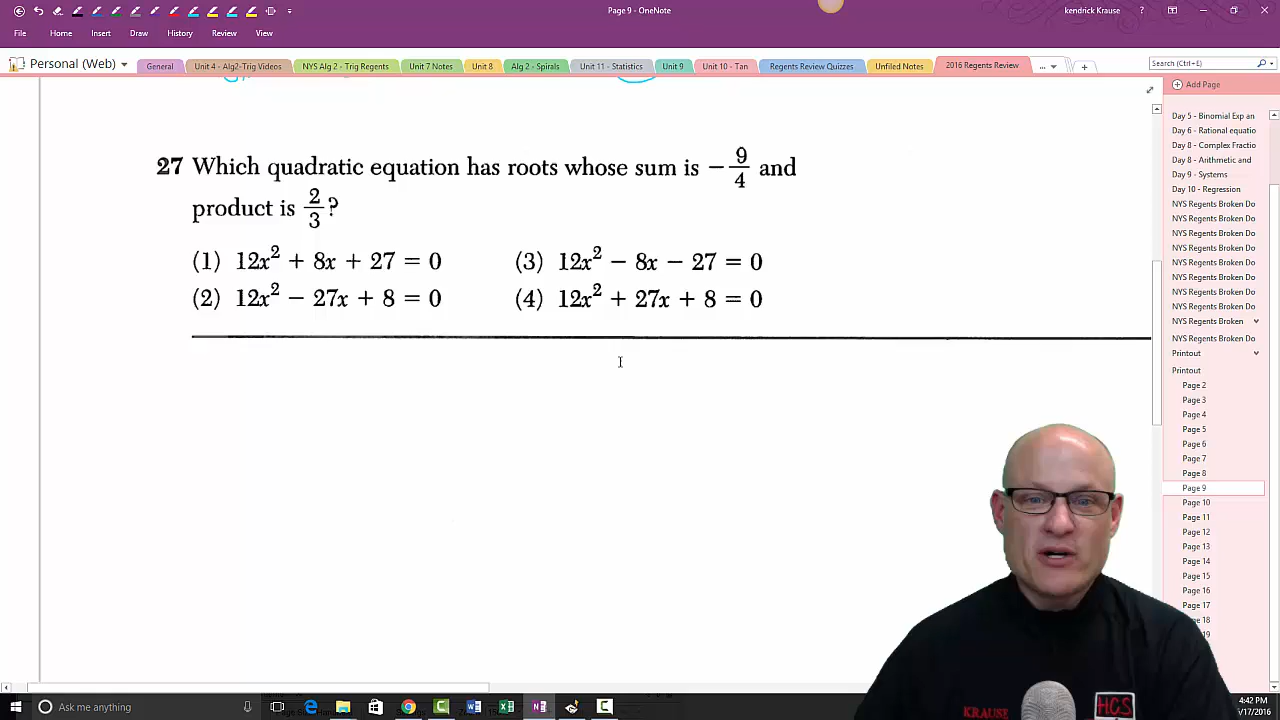 Page 9 - OneNote
kendrick Krause
?
File
Home
Insert
Draw
History
Review
View
Personal (Web)
General
Unit 4 - Alg2-Trig Videos
NYS Alg 2 - Trig Regents
Unit 7 Notes
Unit 8
Alg 2 - Spirals
Unit 11 - Statistics
Unit 9
Unit 10 - Tan
Regents Review Quizzes
Unfiled Notes
2016 Regents Review
...
Search (Ctrl+E)
Add Page
27 Which quadratic equation has roots whose sum is −9/4 and
product is 2/3?
(1) 12x² + 8x + 27 = 0
(3) 12x² − 8x − 27 = 0
(2) 12x² − 27x + 8 = 0
(4) 12x² + 27x + 8 = 0
Day 5 - Binomial Exp an
Day 6 - Rational equatio
Day 8 - Complex Fractio
Day 8 - Arithmetic and
Day 9 - Systems
Day 10 - Regression
NYS Regents Broken Do
NYS Regents Broken Do
NYS Regents Broken Do
NYS Regents Broken Do
NYS Regents Broken Do
NYS Regents Broken Do
NYS Regents Broken Do
NYS Regents Broken Do
NYS Regents Broken
NYS Regents Broken Do
Printout
Printout
Page 2
Page 3
Page 4
Page 5
Page 6
Page 7
Page 8
Page 9
Page 10
Page 11
Page 12
Page 13
Page 14
Page 15
Page 16
Page 17
18
19
KRAUSE
HCS
Ask me anything
4:42 PM
/17/2016